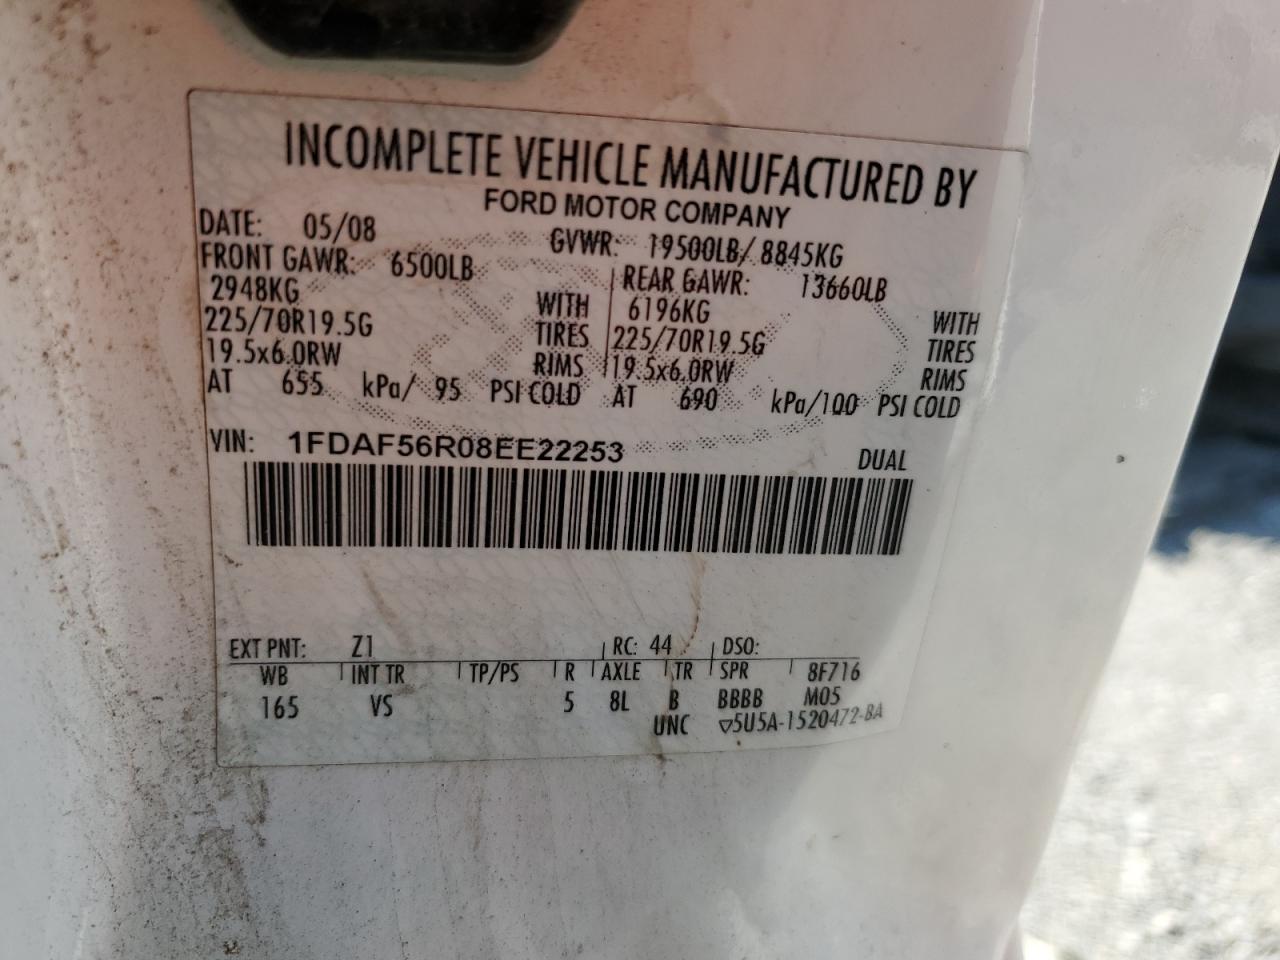 INCOMPLETE VEHICLE MANUFACTURED BY
FORD MOTOR COMPANY
DATE: 05/08 GVWR: 19500LB/ 8845KG
FRONT GAWR: 6500LB REAR GAWR: 13660LB
2948KG WITH 6196KG WITH
225/70R19.5G TIRES 225/70R19.5G TIRES
19.5x6.0RW RIMS 19.5x6.0RW RIMS
AT 655 kPa/ 95 PSI COLD AT 690 kPa/100 PSI COLD
VIN: 1FDAF56R08EE22253 DUAL
EXT PNT: Z1 RC: 44 DSO:
WB INT TR TP/PS R AXLE TR SPR 8F716
165 VS 5 8L B BBBB M05
UNC ▽5U5A-1520472-BA